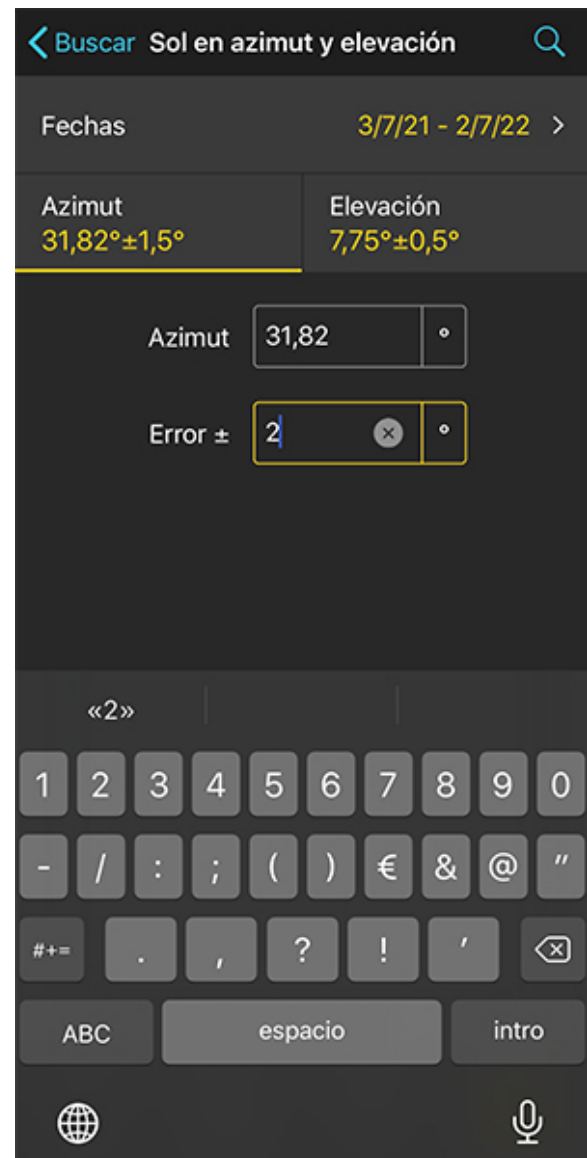 Buscar Sol en azimut y elevación
Fechas 3/7/21 - 2/7/22 >
Azimut Elevación
31,82°±1,5° 7,75°±0,5°
Azimut 31,82 °
Error ± 2 °
«2»
1 2 3 4 5 6 7 8 9 0
- / : ; ( ) € & @ "
#+= . , ? ! '
ABC espacio intro